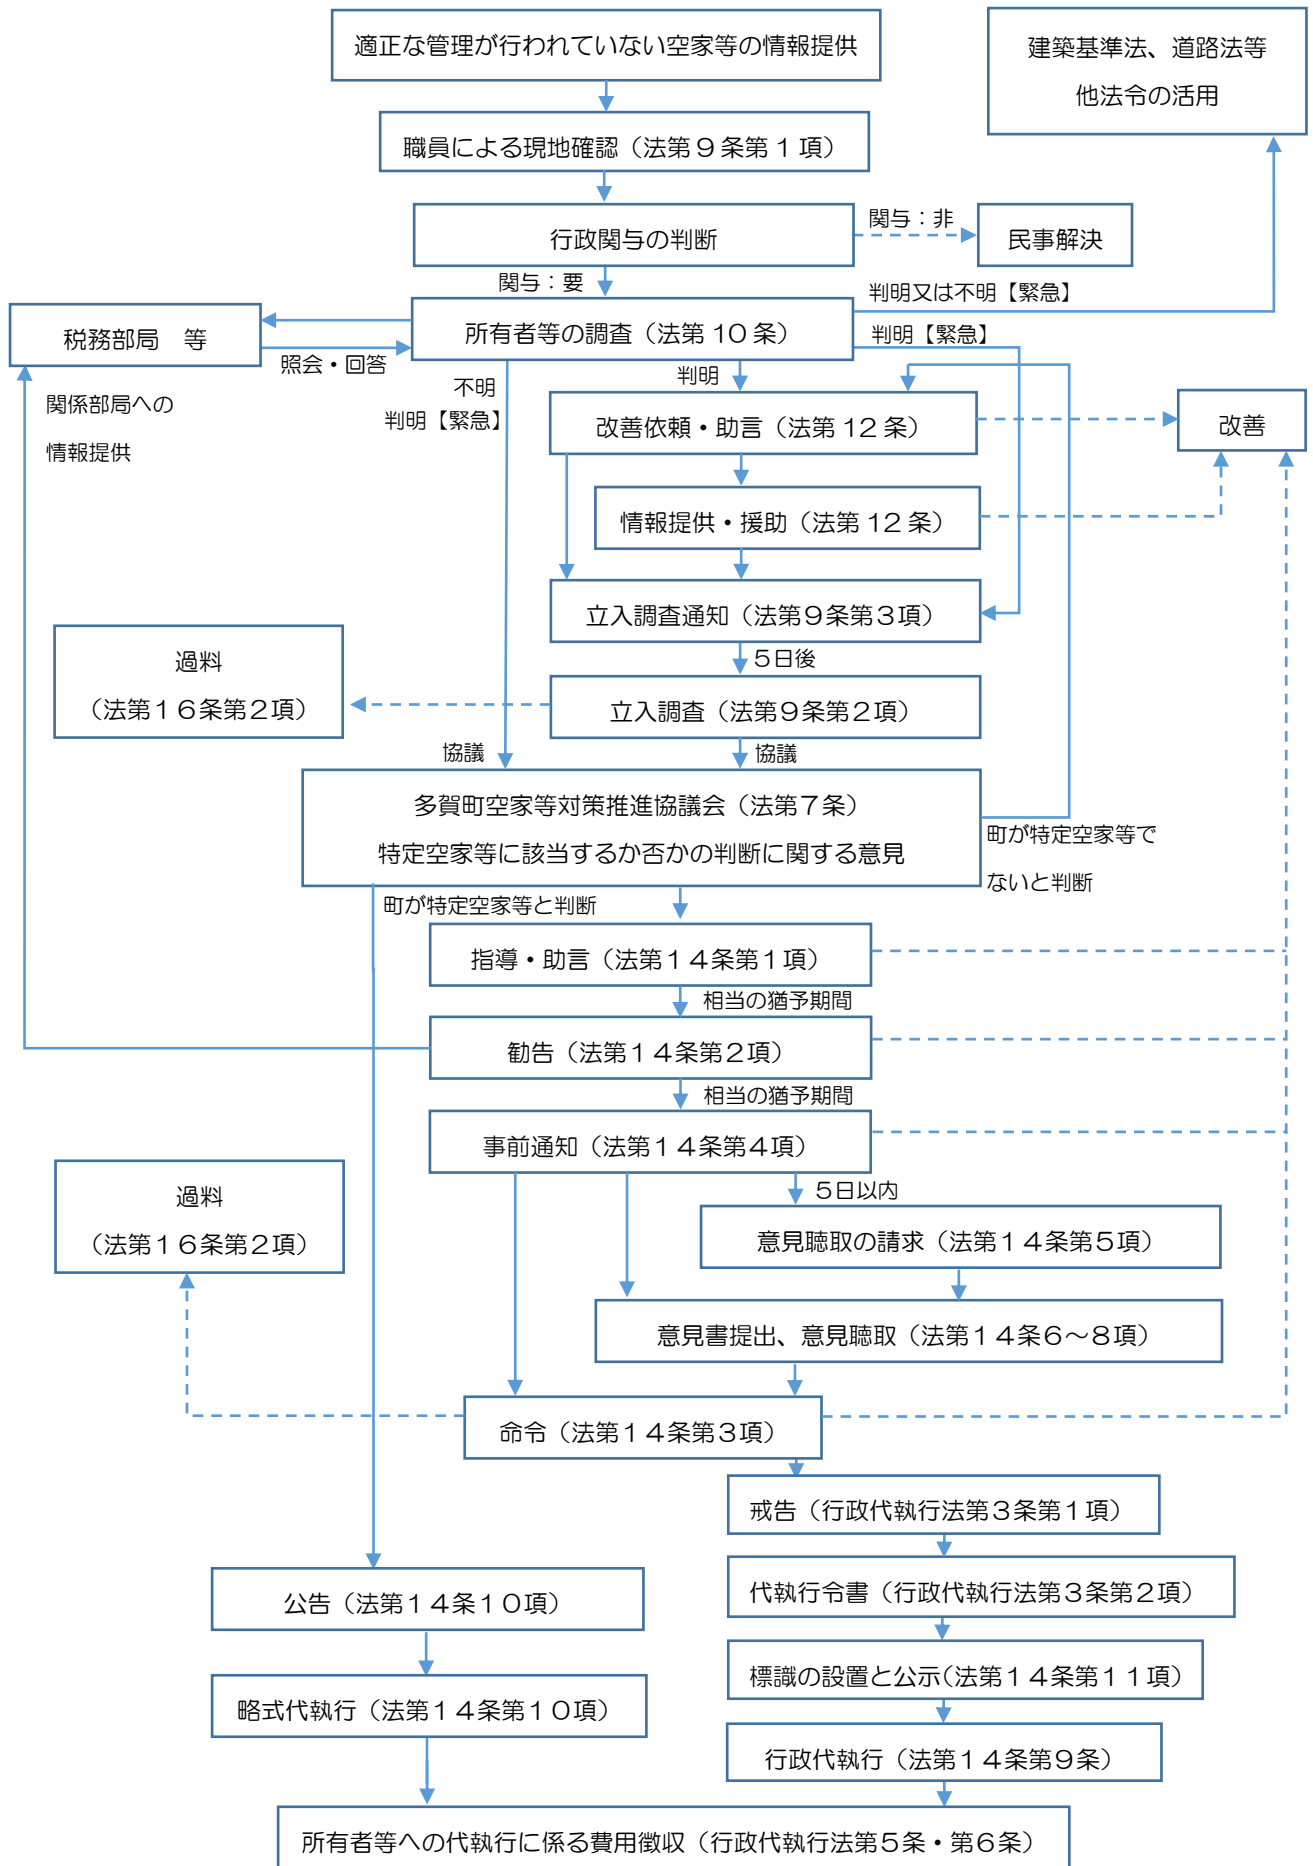 適正な管理が行われていない空家等の情報提供
建築基準法、道路法等
他法令の活用
職員による現地確認（法第９条第１項）
行政関与の判断
関与：非
民事解決
関与：要
判明又は不明【緊急】
税務部局　等
所有者等の調査（法第 10 条）
判明【緊急】
照会・回答
不明
判明【緊急】
判明
関係部局への
情報提供
改善依頼・助言（法第 12 条）
改善
情報提供・援助（法第 12 条）
立入調査通知（法第９条第３項）
５日後
過料
（法第１６条第２項）
立入調査（法第９条第２項）
協議
協議
多賀町空家等対策推進協議会（法第７条）
特定空家等に該当するか否かの判断に関する意見
町が特定空家等で
ないと判断
町が特定空家等と判断
指導・助言（法第１４条第１項）
相当の猶予期間
勧告（法第１４条第２項）
相当の猶予期間
事前通知（法第１４条第４項）
５日以内
過料
（法第１６条第２項）
意見聴取の請求（法第１４条第５項）
意見書提出、意見聴取（法第１４条６～８項）
命令（法第１４条第３項）
戒告（行政代執行法第３条第１項）
代執行令書（行政代執行法第３条第２項）
公告（法第１４条１０項）
標識の設置と公示（法第１４条第１１項）
略式代執行（法第１４条第１０項）
行政代執行（法第１４条第９条）
所有者等への代執行に係る費用徴収（行政代執行法第５条・第６条）